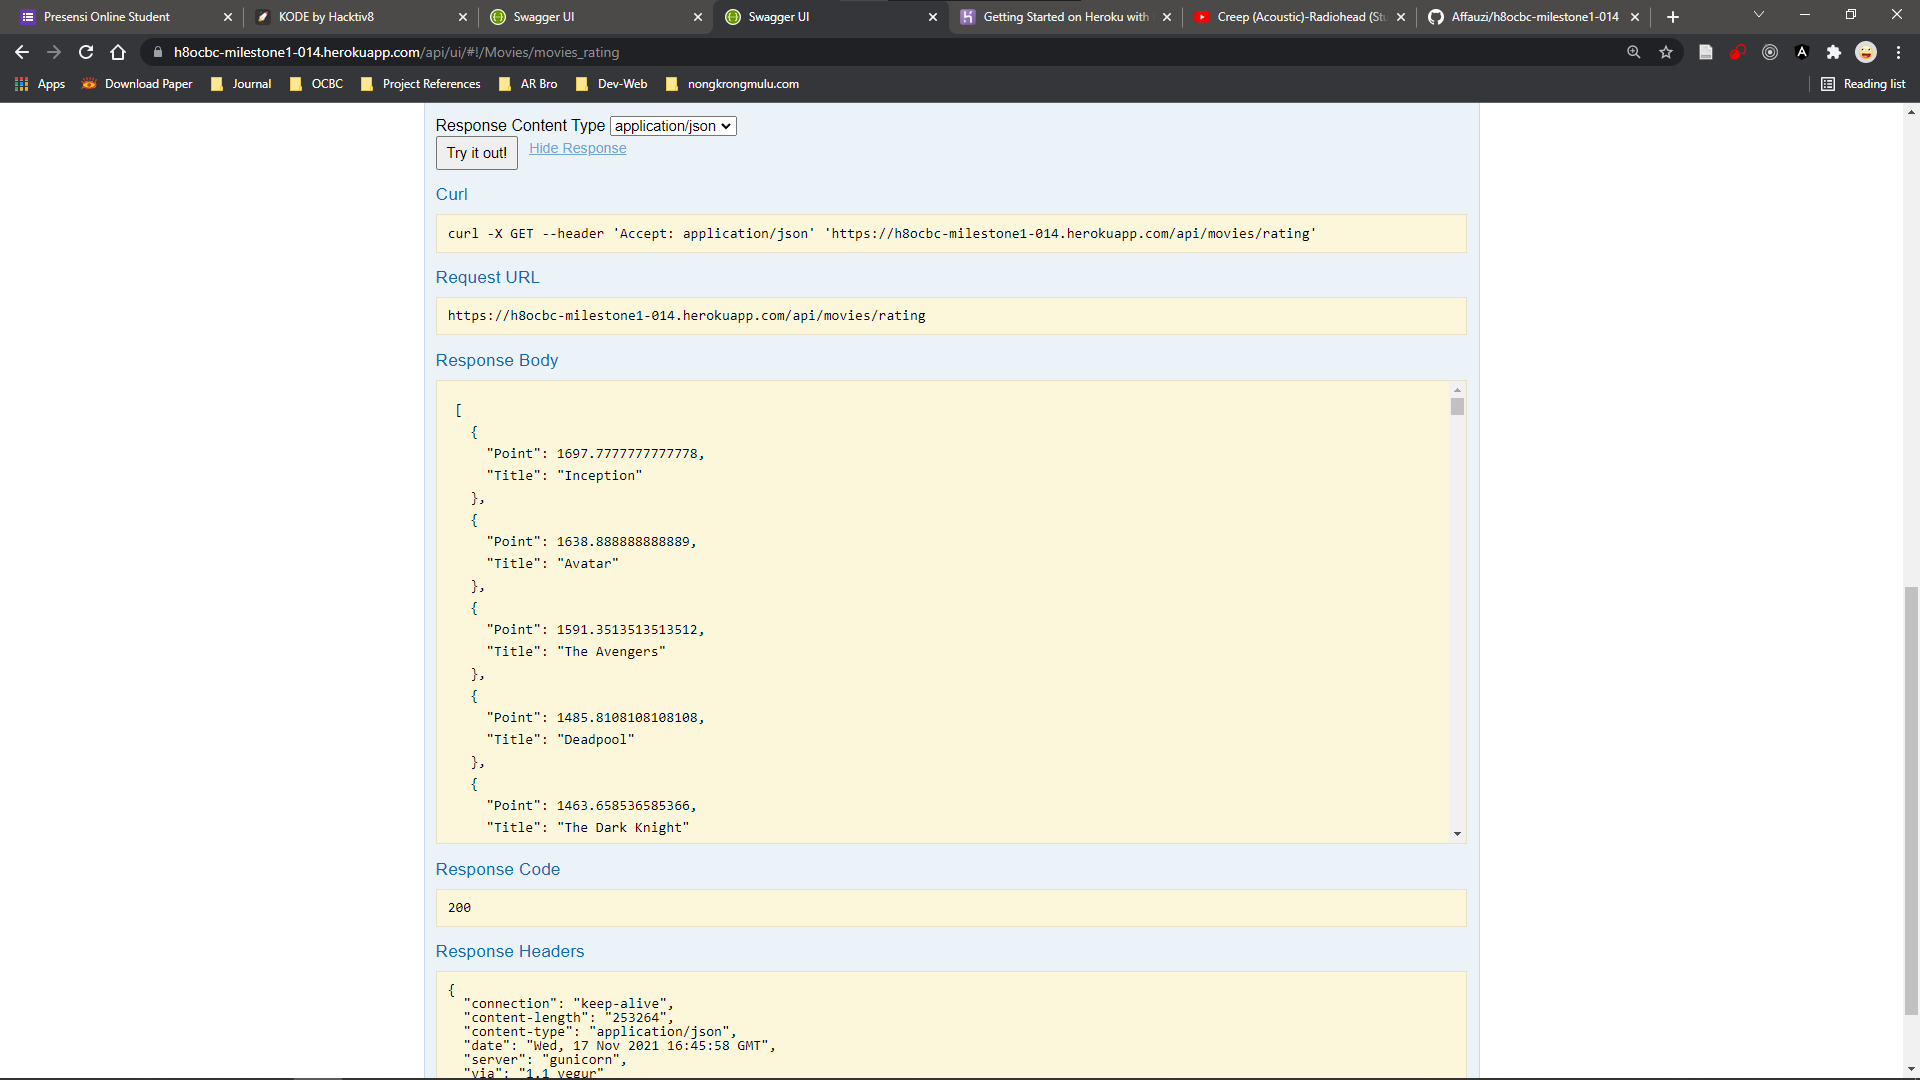 Presensi Online Student
KODE by Hacktiv8
Swagger UI
Swagger UI
Getting Started on Heroku with
Creep (Acoustic)-Radiohead (Stu
Affauzi/h8ocbc-milestone1-014
h8ocbc-milestone1-014.herokuapp.com/api/ui/#!/Movies/movies_rating
Apps
Download Paper
Journal
OCBC
Project References
AR Bro
Dev-Web
nongkrongmulu.com
Reading list
Response Content Type application/json
Try it out! Hide Response
Curl
curl -X GET --header 'Accept: application/json' 'https://h8ocbc-milestone1-014.herokuapp.com/api/movies/rating'
Request URL
https://h8ocbc-milestone1-014.herokuapp.com/api/movies/rating
Response Body
[
{
"Point": 1697.7777777777778,
"Title": "Inception"
},
{
"Point": 1638.888888888889,
"Title": "Avatar"
},
{
"Point": 1591.3513513513512,
"Title": "The Avengers"
},
{
"Point": 1485.8108108108108,
"Title": "Deadpool"
},
{
"Point": 1463.658536585366,
"Title": "The Dark Knight"
Response Code
200
Response Headers
{
"connection": "keep-alive",
"content-length": "253264",
"content-type": "application/json",
"date": "Wed, 17 Nov 2021 16:45:58 GMT",
"server": "gunicorn",
"via": "1.1 vegur"